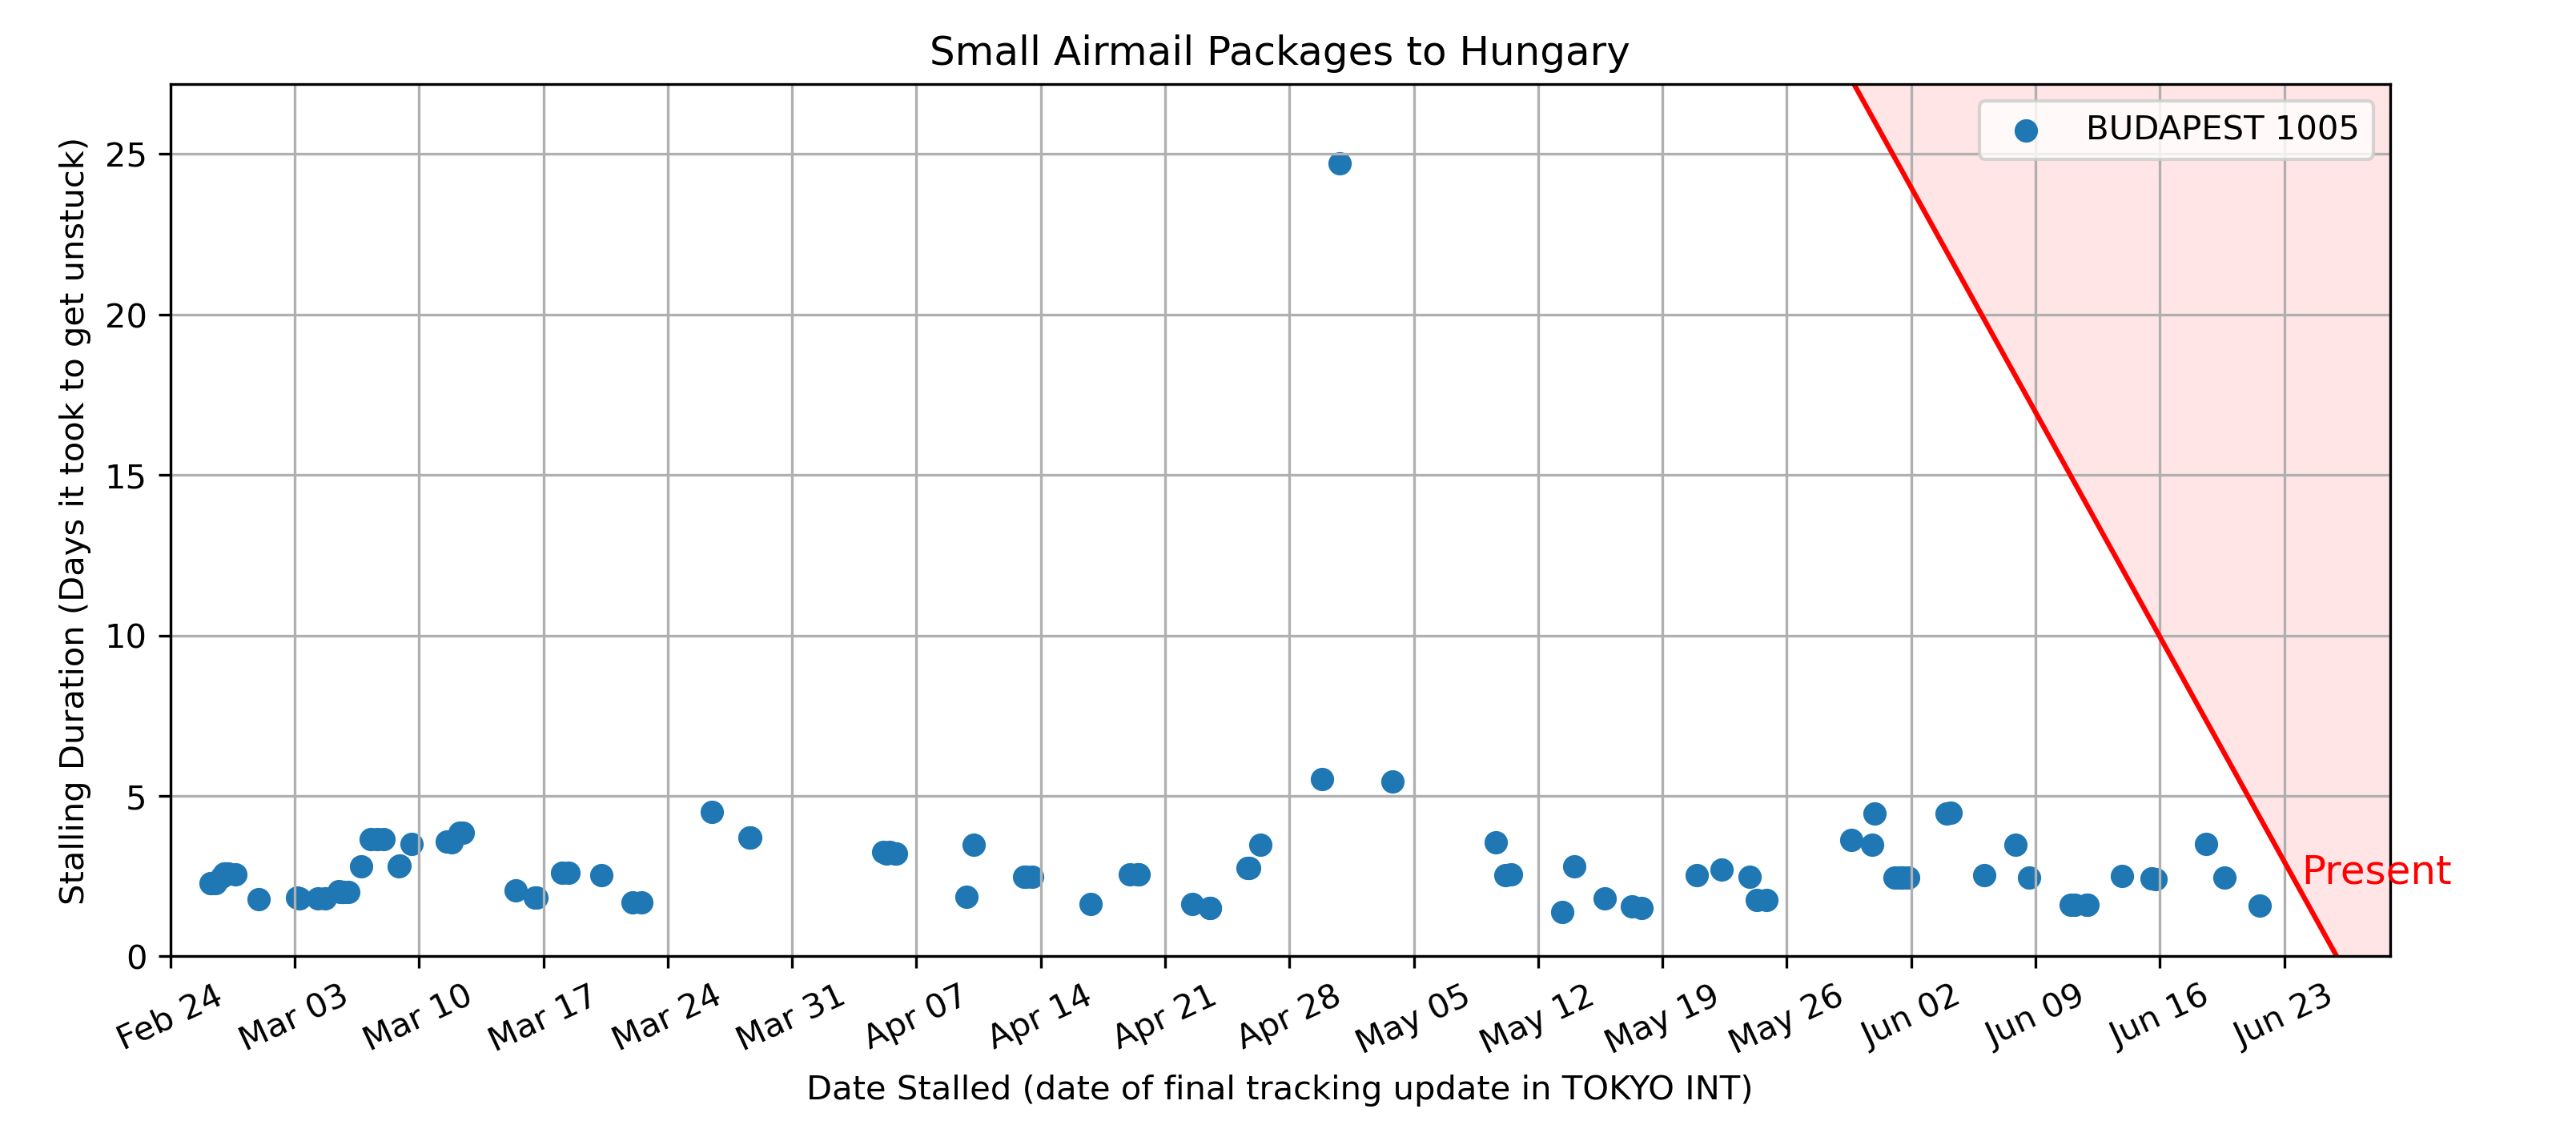 Small Airmail Packages to Hungary
BUDAPEST 1005
Stalling Duration (Days it took to get unstuck)
25
20
15
10
5
0
Present
Feb 24
Mar 03
Mar 10
Mar 17
Mar 24
Mar 31
Apr 07
Apr 14
Apr 21
Apr 28
May 05
May 12
May 19
May 26
Jun 02
Jun 09
Jun 16
Jun 23
Date Stalled (date of final tracking update in TOKYO INT)